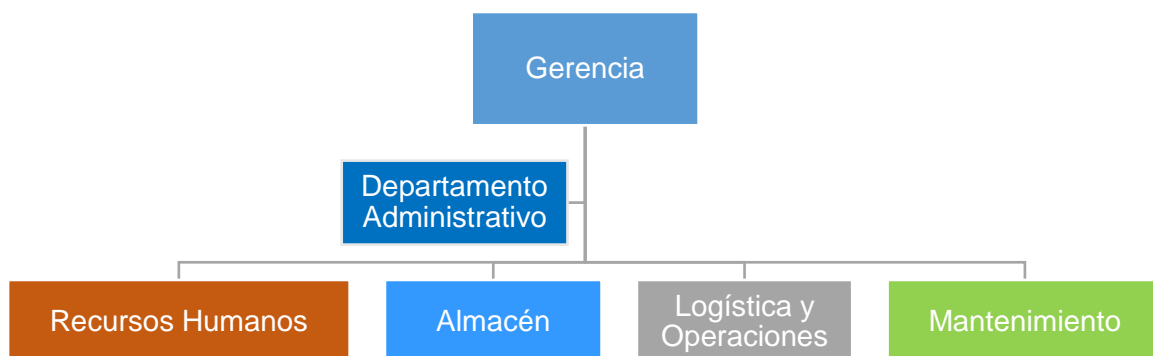 Gerencia
Departamento
Administrativo
Recursos Humanos
Almacén
Logística y
Operaciones
Mantenimiento